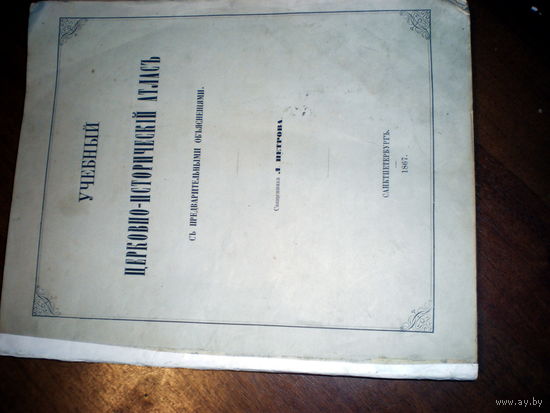 УЧЕБНЫЙ
ЦЕРКОВНО-ИСТОРИЧЕСКІЙ АТЛАСЪ
СЪ ПРЕДВАРИТЕЛЬНЫМИ ОБЪЯСНЕНІЯМИ.
Священника Л. ПЕТРОВА.
САНКТПЕТЕРБУРГЪ.
1867.
www.ay.by